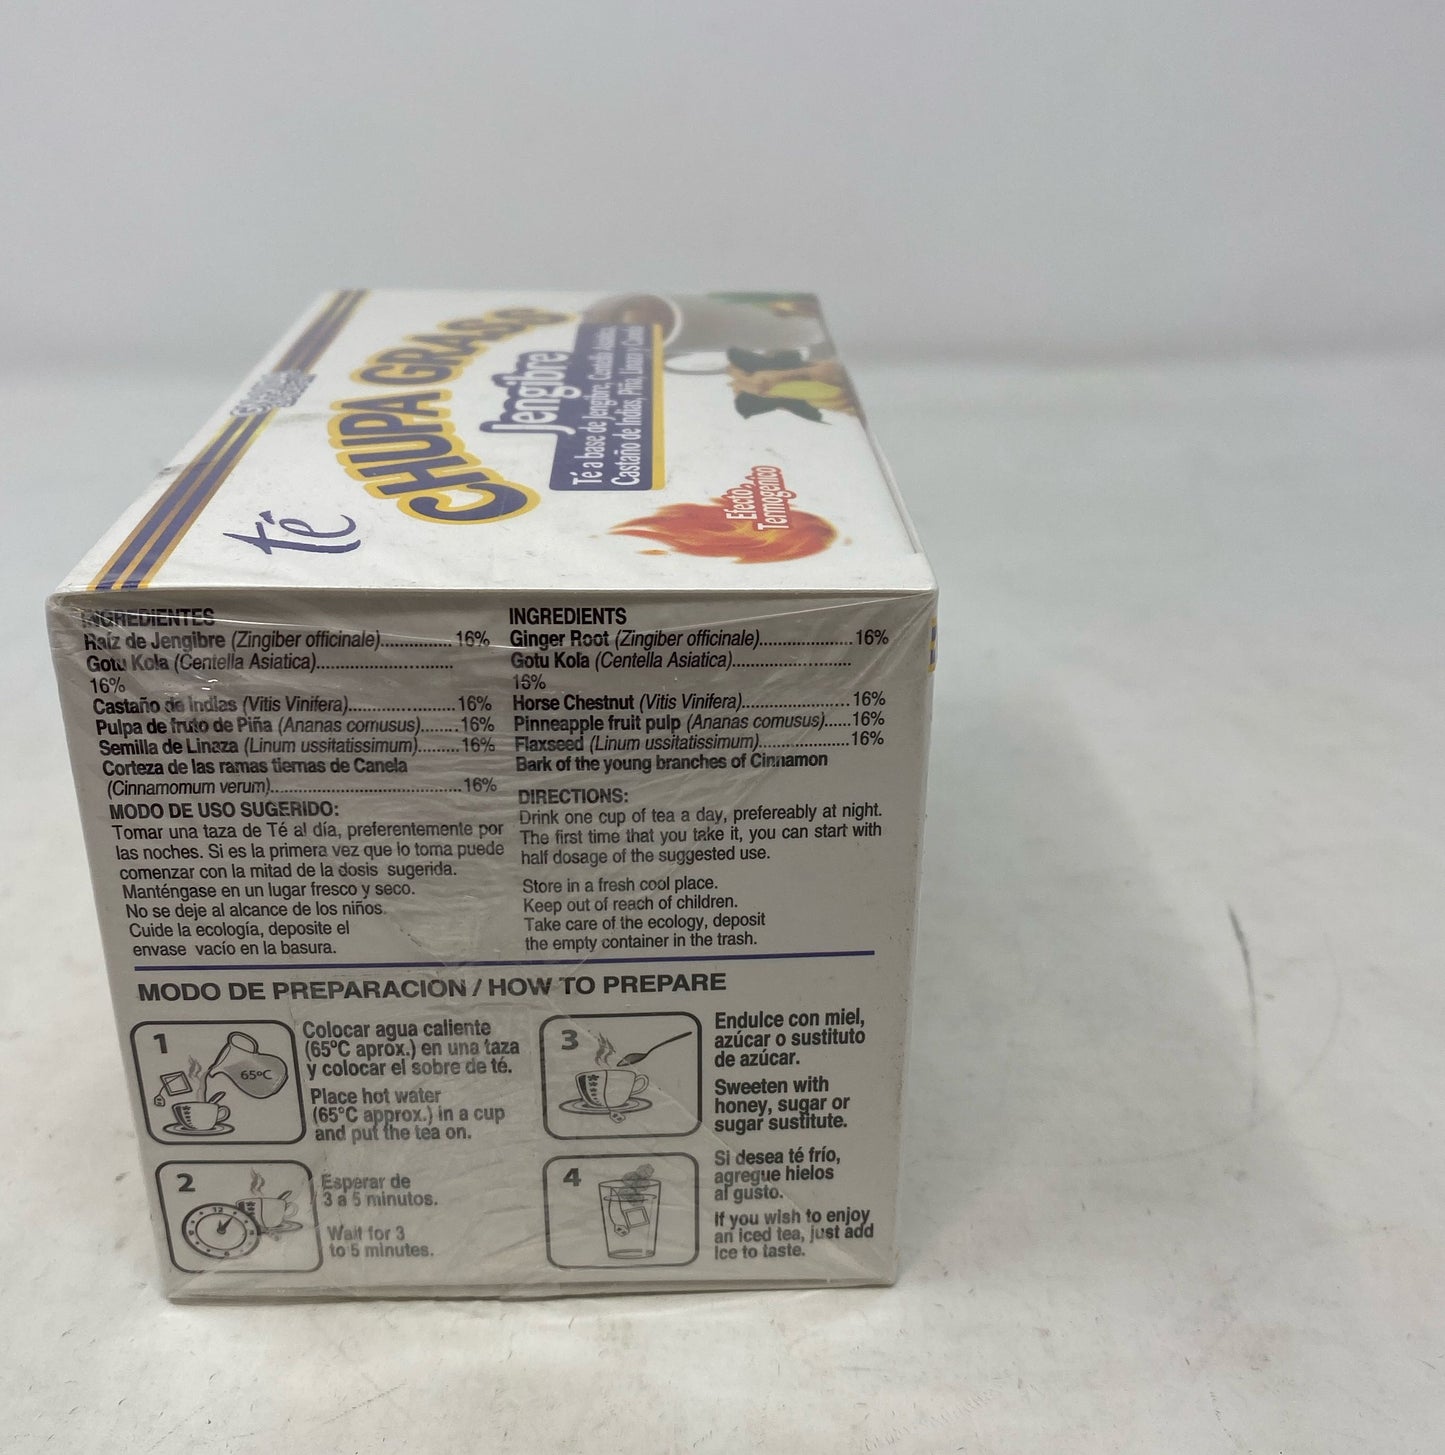 té
CHUPA GRASS
Jengibre
Té a base de Jengibre, Centella Asiatica,
Castaño de Indias, Piña, Linaza y Canela
Efecto
Termogenico
INGREDIENTES
Raíz de Jengibre (Zingiber officinale)................ 16%
Gotu Kola (Centella Asiatica)..............................
16%
Castaño de Indias (Vitis Vinifera)........................ 16%
Pulpa de fruto de Piña (Ananas comusus)........ 16%
Semilla de Linaza (Linum ussitatissimum)......... 16%
Corteza de las ramas tiernas de Canela
(Cinnamomum verum).......................................... 16%
MODO DE USO SUGERIDO:
Tomar una taza de Té al día, preferentemente por
las noches. Si es la primera vez que lo toma puede
comenzar con la mitad de la dosis sugerida.
Manténgase en un lugar fresco y seco.
No se deje al alcance de los niños.
Cuide la ecología, deposite el
envase vacío en la basura.
INGREDIENTS
Ginger Root (Zingiber officinale)..................... 16%
Gotu Kola (Centella Asiatica)..........................
16%
Horse Chestnut (Vitis Vinifera)........................ 16%
Pinneapple fruit pulp (Ananas comusus)...... 16%
Flaxseed (Linum ussitatissimum).................... 16%
Bark of the young branches of Cinnamon
DIRECTIONS:
Drink one cup of tea a day, prefereably at night.
The first time that you take it, you can start with
half dosage of the suggested use.
Store in a fresh cool place.
Keep out of reach of children.
Take care of the ecology, deposit
the empty container in the trash.
MODO DE PREPARACIÓN / HOW TO PREPARE
1
65ºC
Colocar agua caliente
(65ºC aprox.) en una taza
y colocar el sobre de té.
Place hot water
(65°C approx.) in a cup
and put the tea on.
2
12
Esperar de
3 a 5 minutos.
Wait for 3
to 5 minutes.
3
Endulce con miel,
azúcar o sustituto
de azúcar.
Sweeten with
honey, sugar or
sugar sustitute.
4
Si desea té frío,
agregue hielos
al gusto.
If you wish to enjoy
an iced tea, just add
Ice to taste.